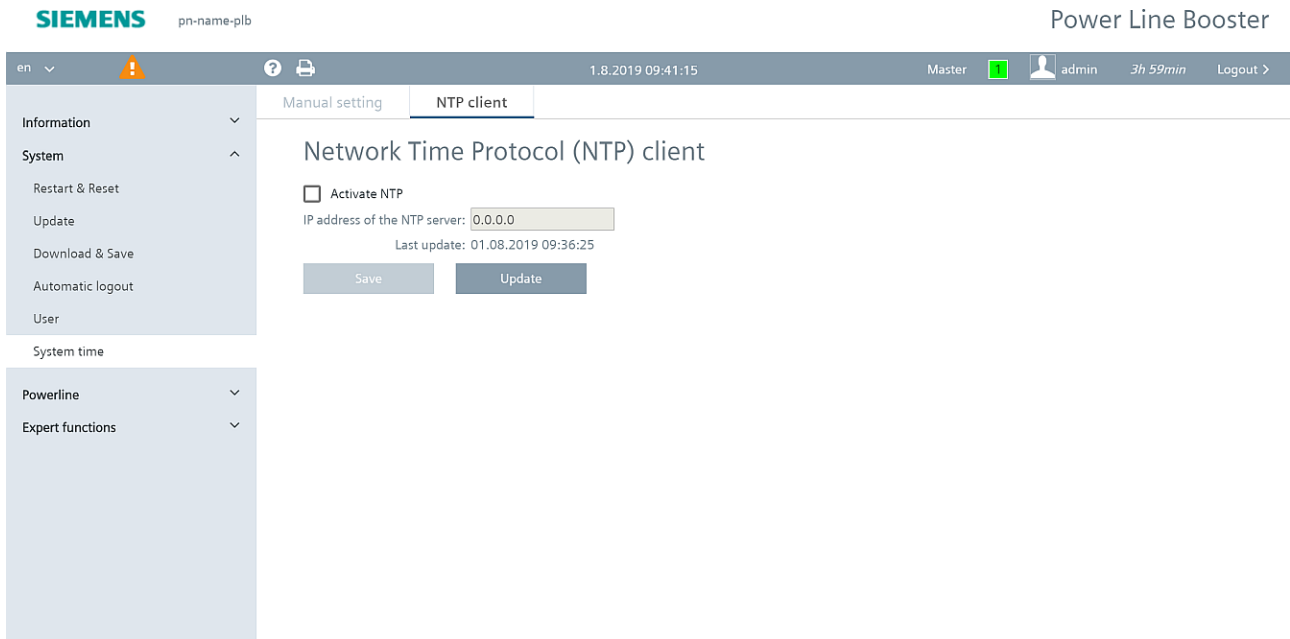 SIEMENS pn-name-plb Power Line Booster
en 1.8.2019 09:41:15 Master 1 admin 3h 59min Logout >
Manual setting NTP client
Information
System
Restart & Reset
Update
Download & Save
Automatic logout
User
System time
Powerline
Expert functions
Network Time Protocol (NTP) client
Activate NTP
IP address of the NTP server: 0.0.0.0
Last update: 01.08.2019 09:36:25
Save Update